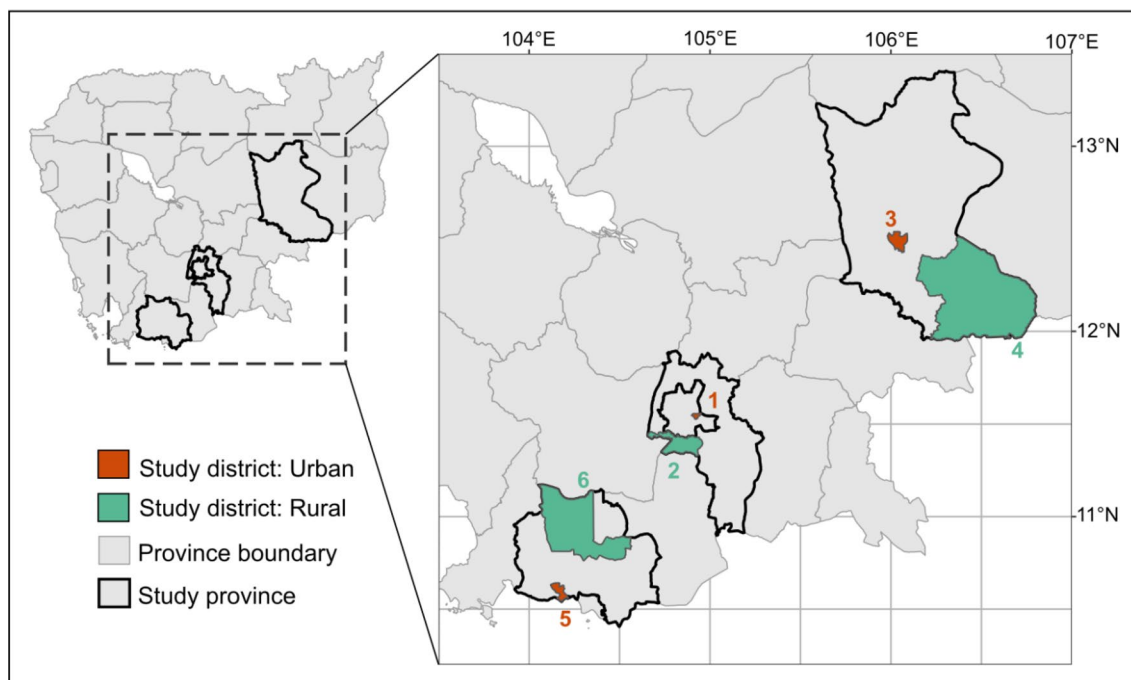 104°E 105°E 106°E 107°E
13°N
3
12°N
4
1
2
6
11°N
5
Study district: Urban
Study district: Rural
Province boundary
Study province